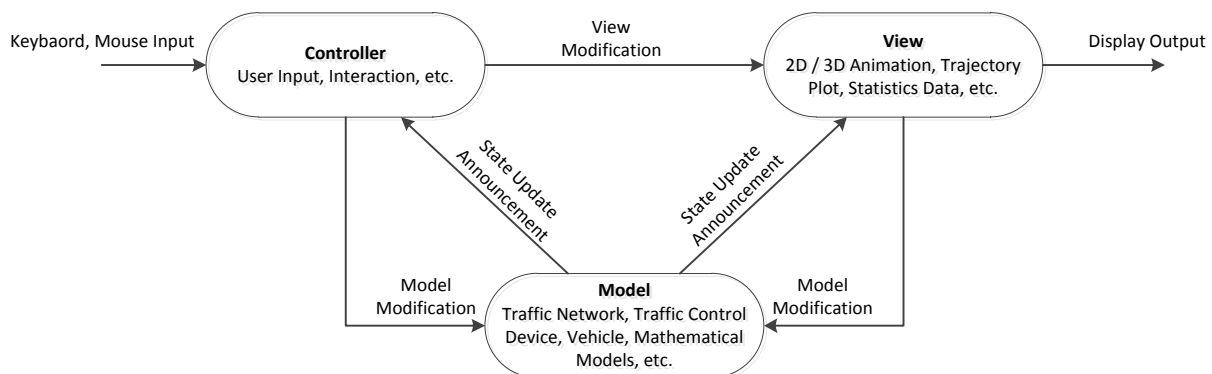 Keybaord, Mouse Input
Controller
User Input, Interaction, etc.
View
Modification
View
2D / 3D Animation, Trajectory
Plot, Statistics Data, etc.
Display Output
State Update
Announcement
State Update
Announcement
Model
Modification
Model
Traffic Network, Traffic Control
Device, Vehicle, Mathematical
Models, etc.
Model
Modification